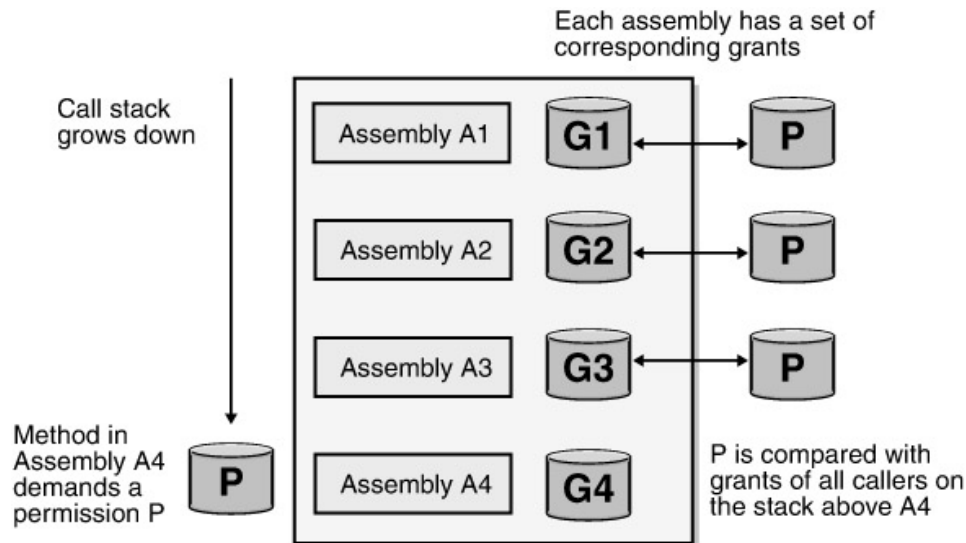 Each assembly has a set of
corresponding grants
Call stack
grows down
Assembly A1
G1
P
Assembly A2
G2
P
Assembly A3
G3
P
Method in
Assembly A4
demands a
permission P
P
Assembly A4
G4
P is compared with
grants of all callers on
the stack above A4